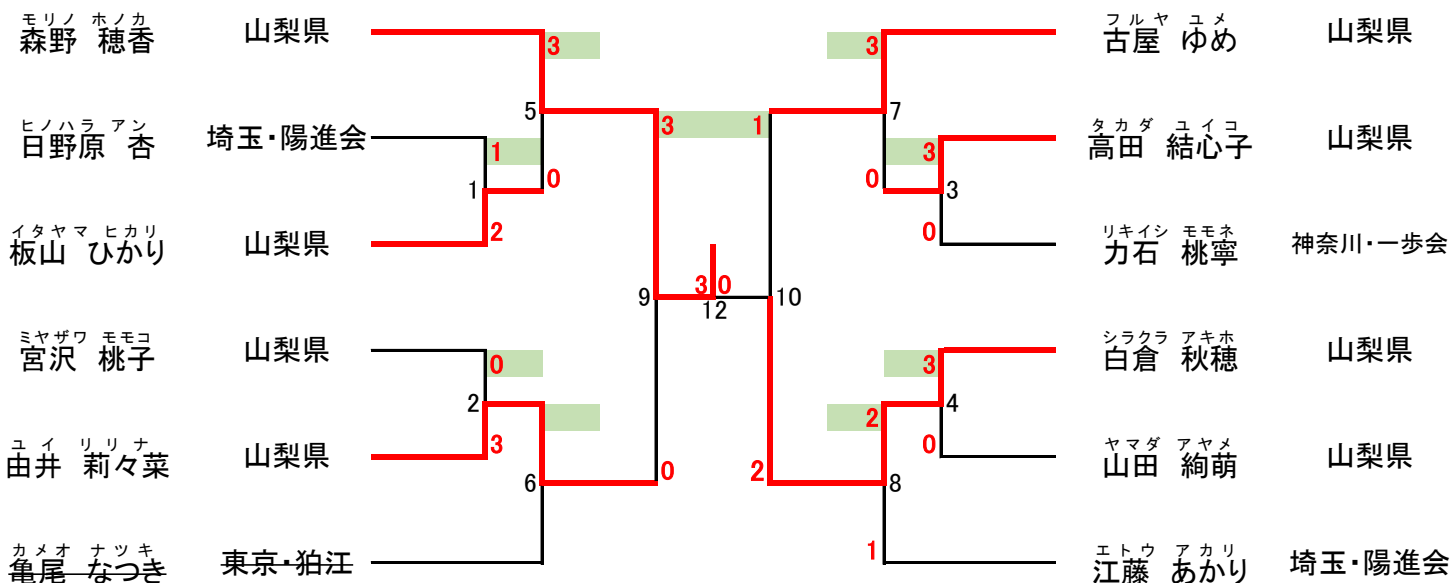 モリノ ホノカ
森野 穂香 山梨県 3 3 フルヤ ユメ
古屋 ゆめ 山梨県
5 3 1 7
ヒノハラ アン
日野原 杏 埼玉・陽進会 1 3 タカダ ユイコ
高田 結心子 山梨県
1 0 0 3
イタヤマ ヒカリ
板山 ひかり 山梨県 2 0 リキイシ モモネ
力石 桃寧 神奈川・一歩会
9 3 0 10
12
ミヤザワ モモコ
宮沢 桃子 山梨県 0 3 シラクラ アキホ
白倉 秋穂 山梨県
2 2 4
ユイ リリナ
由井 莉々菜 山梨県 3 0 ヤマダ アヤメ
山田 絢萌 山梨県
6 0 2 8
カメオ ナツキ
亀尾 なつき 東京・狛江 1 エトウ アカリ
江藤 あかり 埼玉・陽進会